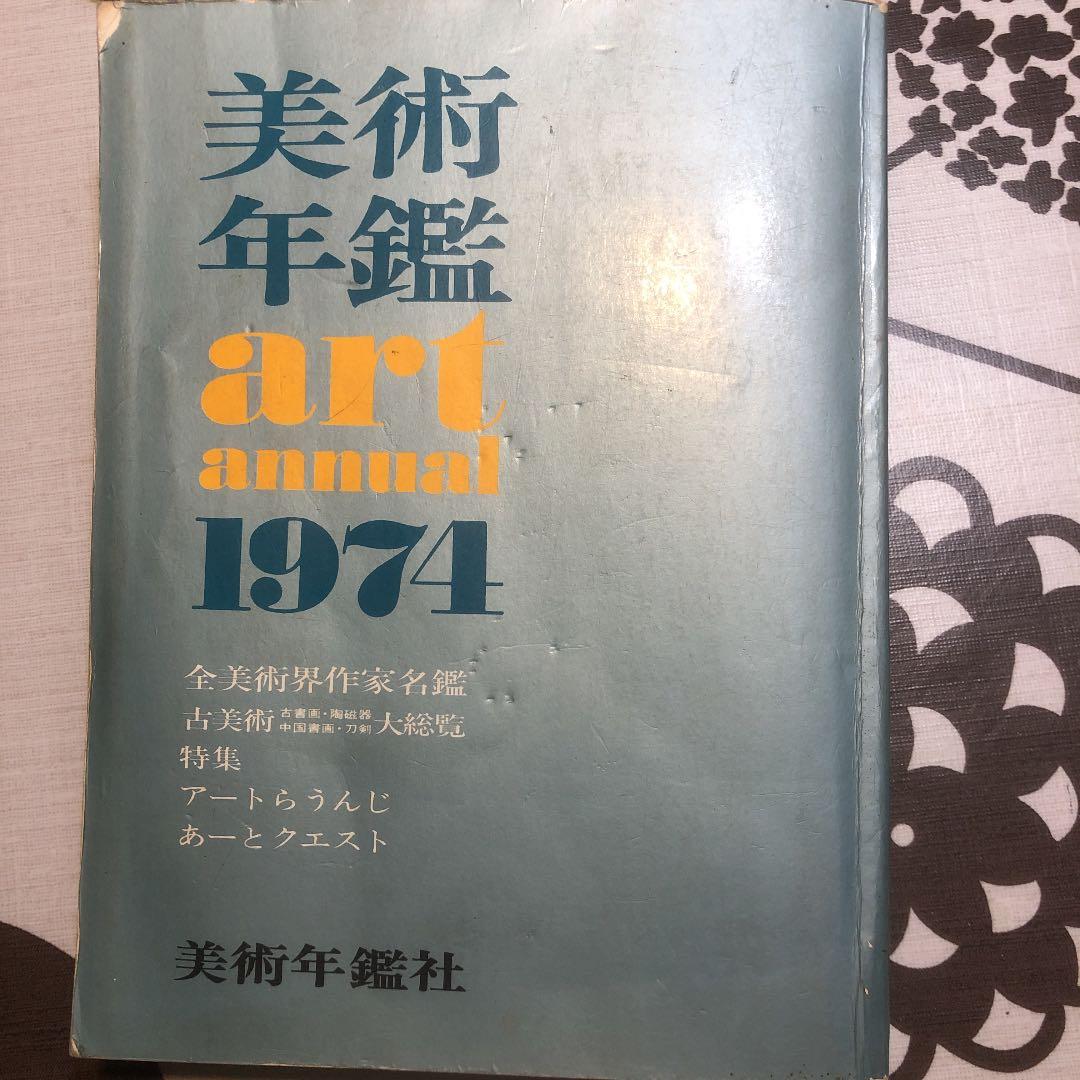 美術
年鑑
art
annual
1974
全美術界作家名鑑
古美術 古書画・陶磁器 中国書画・刀剣 大総覧
特集
アートらうんじ
あーとクエスト
美術年鑑社